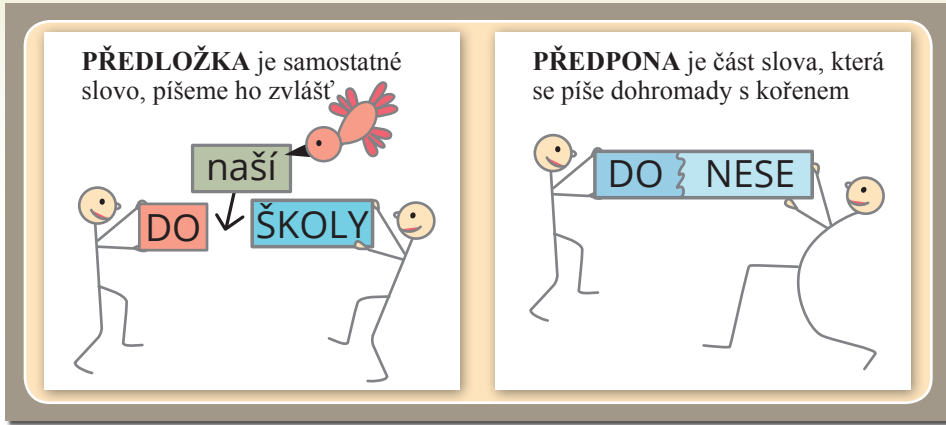 PŘEDLOŽKA je samostatné
slovo, píšeme ho zvlášť
naší
DO
ŠKOLY
PŘEDPONA je část slova, která
se píše dohromady s kořenem
DO NESE